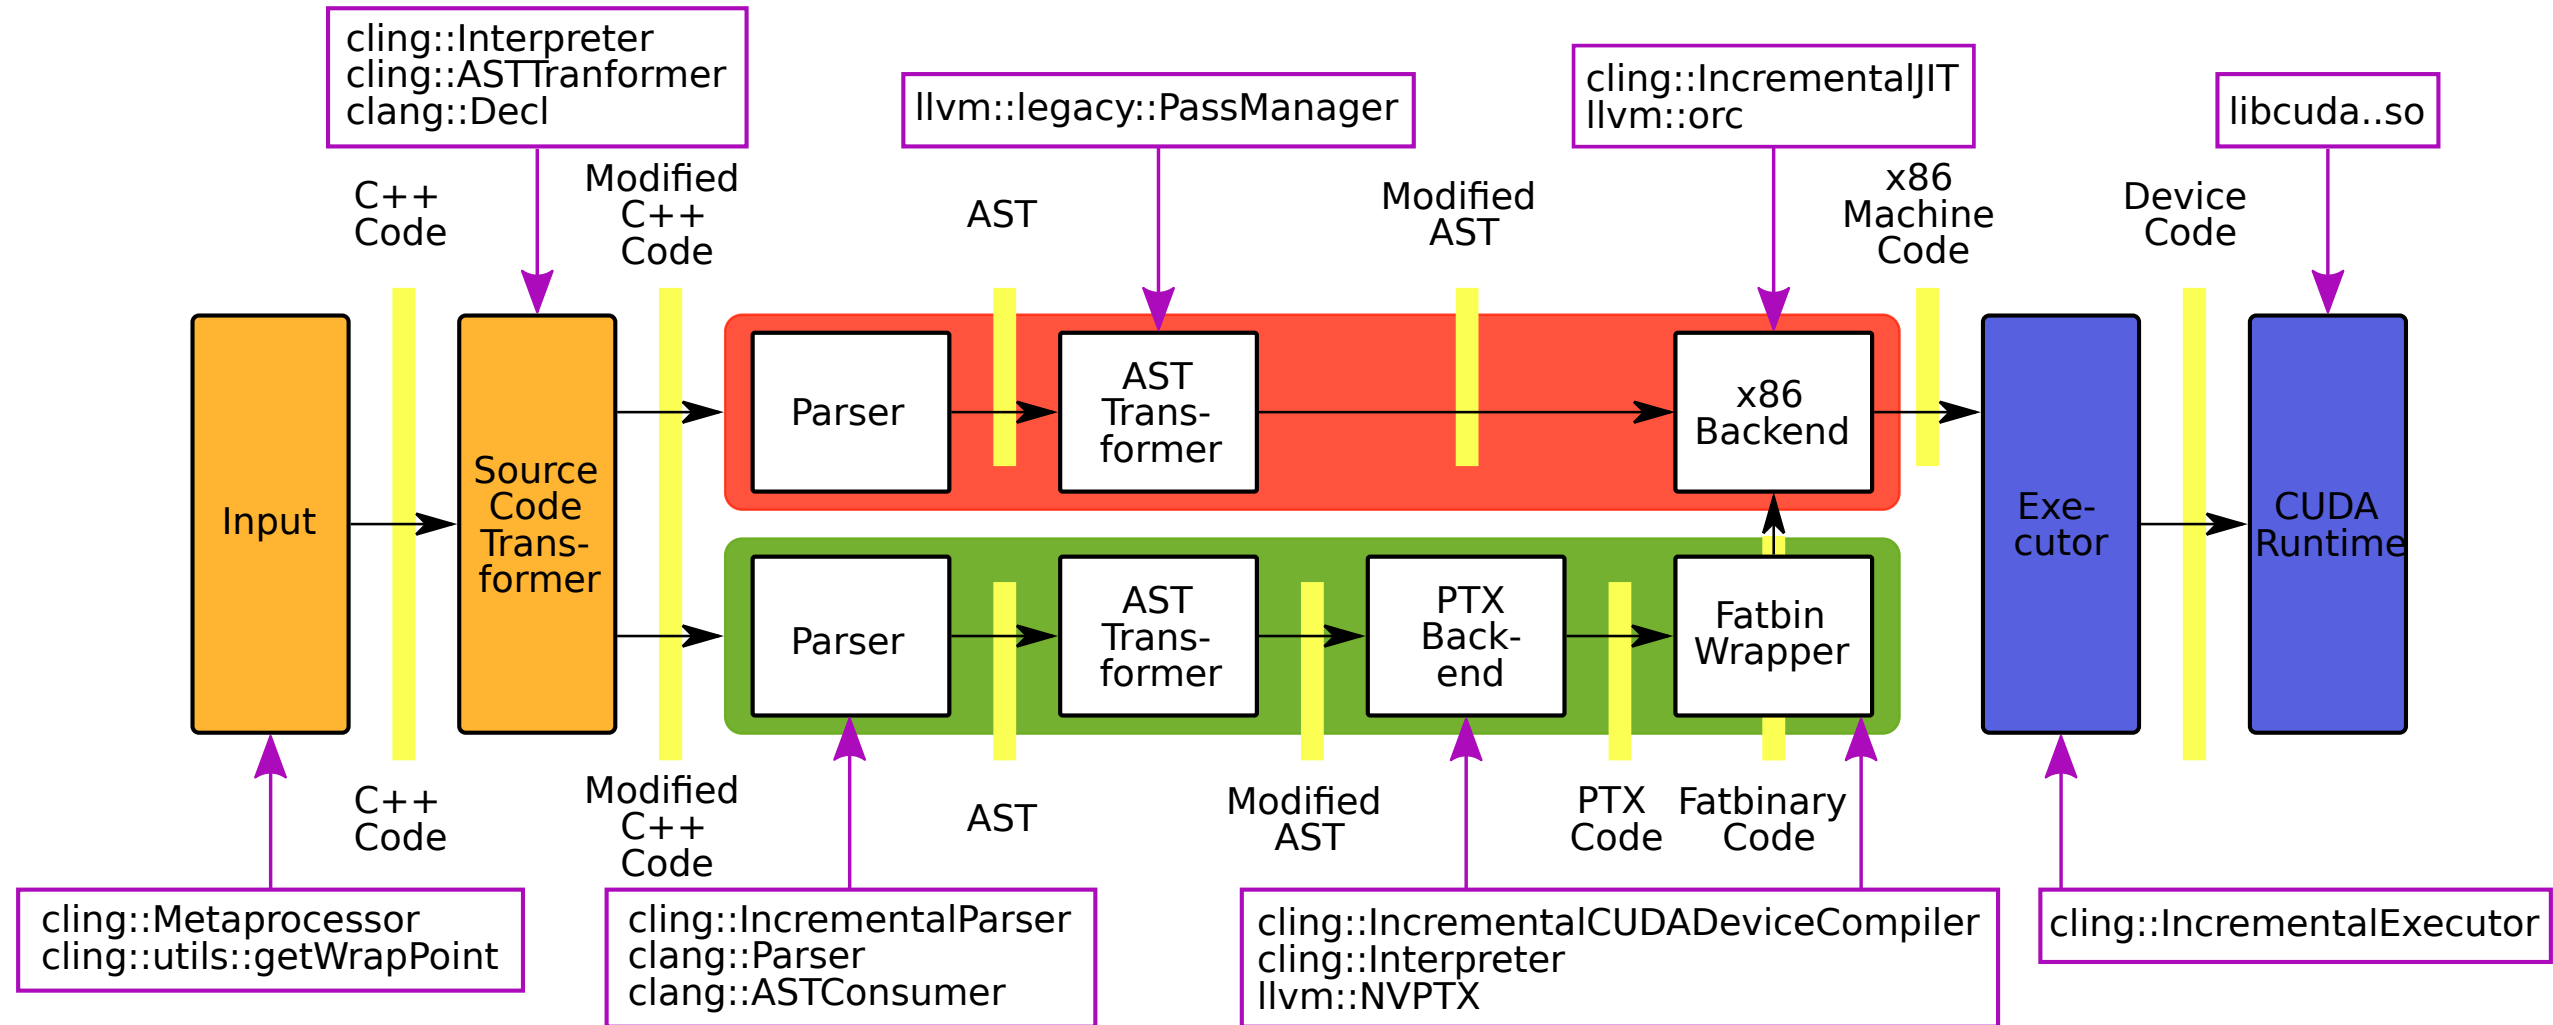 cling::Interpreter
cling::ASTTranformer
clang::Decl
llvm::legacy::PassManager
cling::IncrementalJIT
llvm::orc
libcuda..so
C++
Code
Modified
C++
Code
AST
Modified
AST
x86
Machine
Code
Device
Code
Input
Source
Code
Trans-
former
Parser
AST
Trans-
former
x86
Backend
Parser
AST
Trans-
former
PTX
Back-
end
Fatbin
Wrapper
Exe-
cutor
CUDA
Runtime
C++
Code
Modified
C++
Code
AST
Modified
AST
PTX
Code
Fatbinary
Code
cling::Metaprocessor
cling::utils::getWrapPoint
cling::IncrementalParser
clang::Parser
clang::ASTConsumer
cling::IncrementalCUDADeviceCompiler
cling::Interpreter
llvm::NVPTX
cling::IncrementalExecutor